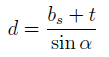 d = \frac{b_s + t}{\sin \alpha}